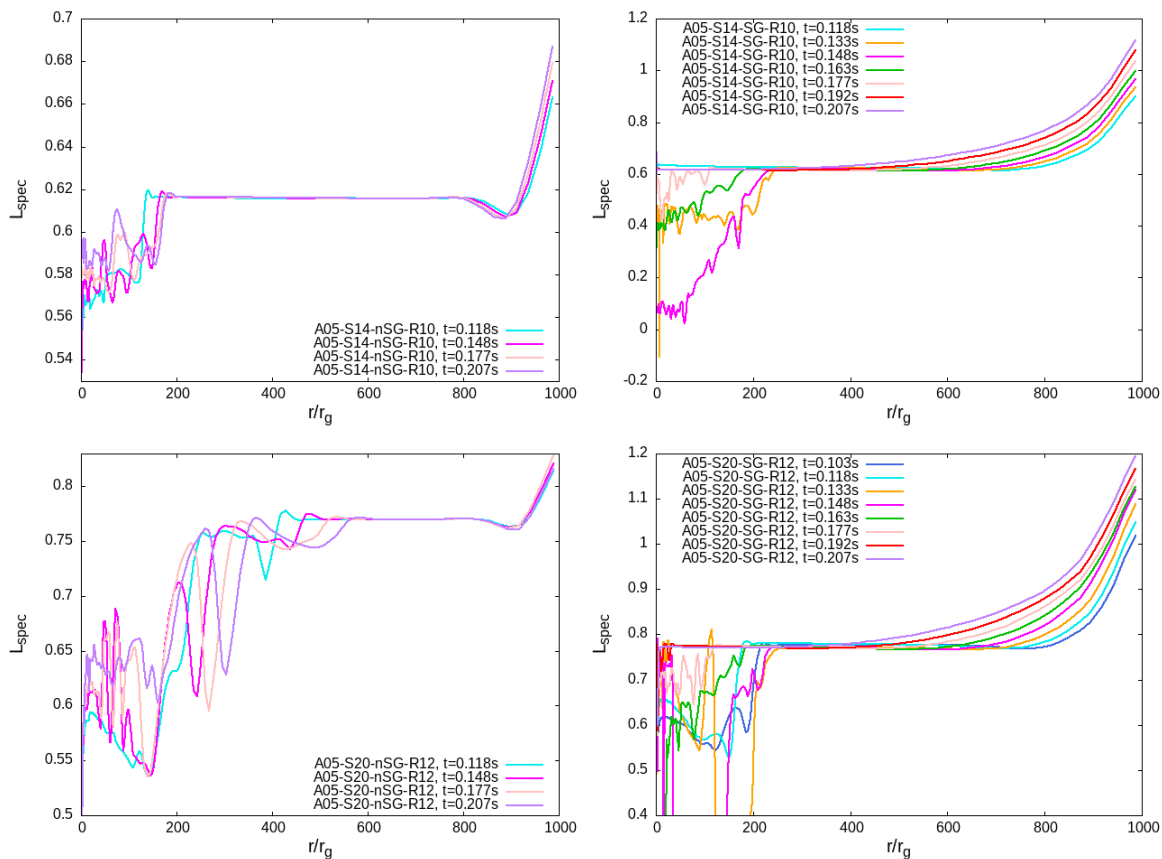 0.7
0.68
0.66
0.64
0.62
0.6
0.58
0.56
0.54
L_spec
A05-S14-nSG-R10, t=0.118s
A05-S14-nSG-R10, t=0.148s
A05-S14-nSG-R10, t=0.177s
A05-S14-nSG-R10, t=0.207s
0 200 400 600 800 1000
r/r_g
1.2
1
0.8
0.6
0.4
0.2
0
-0.2
L_spec
A05-S14-SG-R10, t=0.118s
A05-S14-SG-R10, t=0.133s
A05-S14-SG-R10, t=0.148s
A05-S14-SG-R10, t=0.163s
A05-S14-SG-R10, t=0.177s
A05-S14-SG-R10, t=0.192s
A05-S14-SG-R10, t=0.207s
0 200 400 600 800 1000
r/r_g
0.8
0.75
0.7
0.65
0.6
0.55
0.5
L_spec
A05-S20-nSG-R12, t=0.118s
A05-S20-nSG-R12, t=0.148s
A05-S20-nSG-R12, t=0.177s
A05-S20-nSG-R12, t=0.207s
0 200 400 600 800 1000
r/r_g
1.2
1.1
1
0.9
0.8
0.7
0.6
0.5
0.4
L_spec
A05-S20-SG-R12, t=0.103s
A05-S20-SG-R12, t=0.118s
A05-S20-SG-R12, t=0.133s
A05-S20-SG-R12, t=0.148s
A05-S20-SG-R12, t=0.163s
A05-S20-SG-R12, t=0.177s
A05-S20-SG-R12, t=0.192s
A05-S20-SG-R12, t=0.207s
0 200 400 600 800 1000
r/r_g